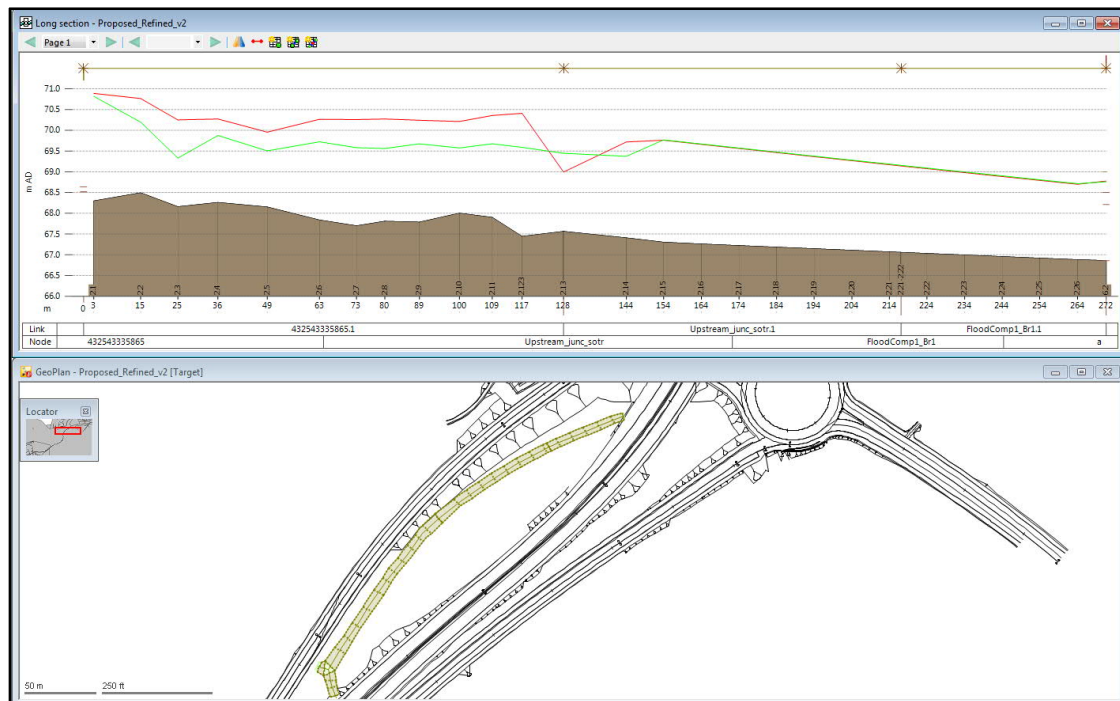 Long section - Proposed_Refined_v2
Page 1
71.0
70.5
70.0
69.5
69.0
68.5
68.0
67.5
67.0
66.5
66.0
m AD
m 0 3 15 25 36 49 63 73 80 89 100 109 117 128 144 154 164 174 184 194 204 214 221 224 234 244 254 264 272
Link 432543335865.1 Upstream_junc_sotr.1 FloodComp1_Br1.1
Node 432543335865 Upstream_junc_sotr FloodComp1_Br1 a
GeoPlan - Proposed_Refined_v2 [Target]
Locator
50 m 250 ft